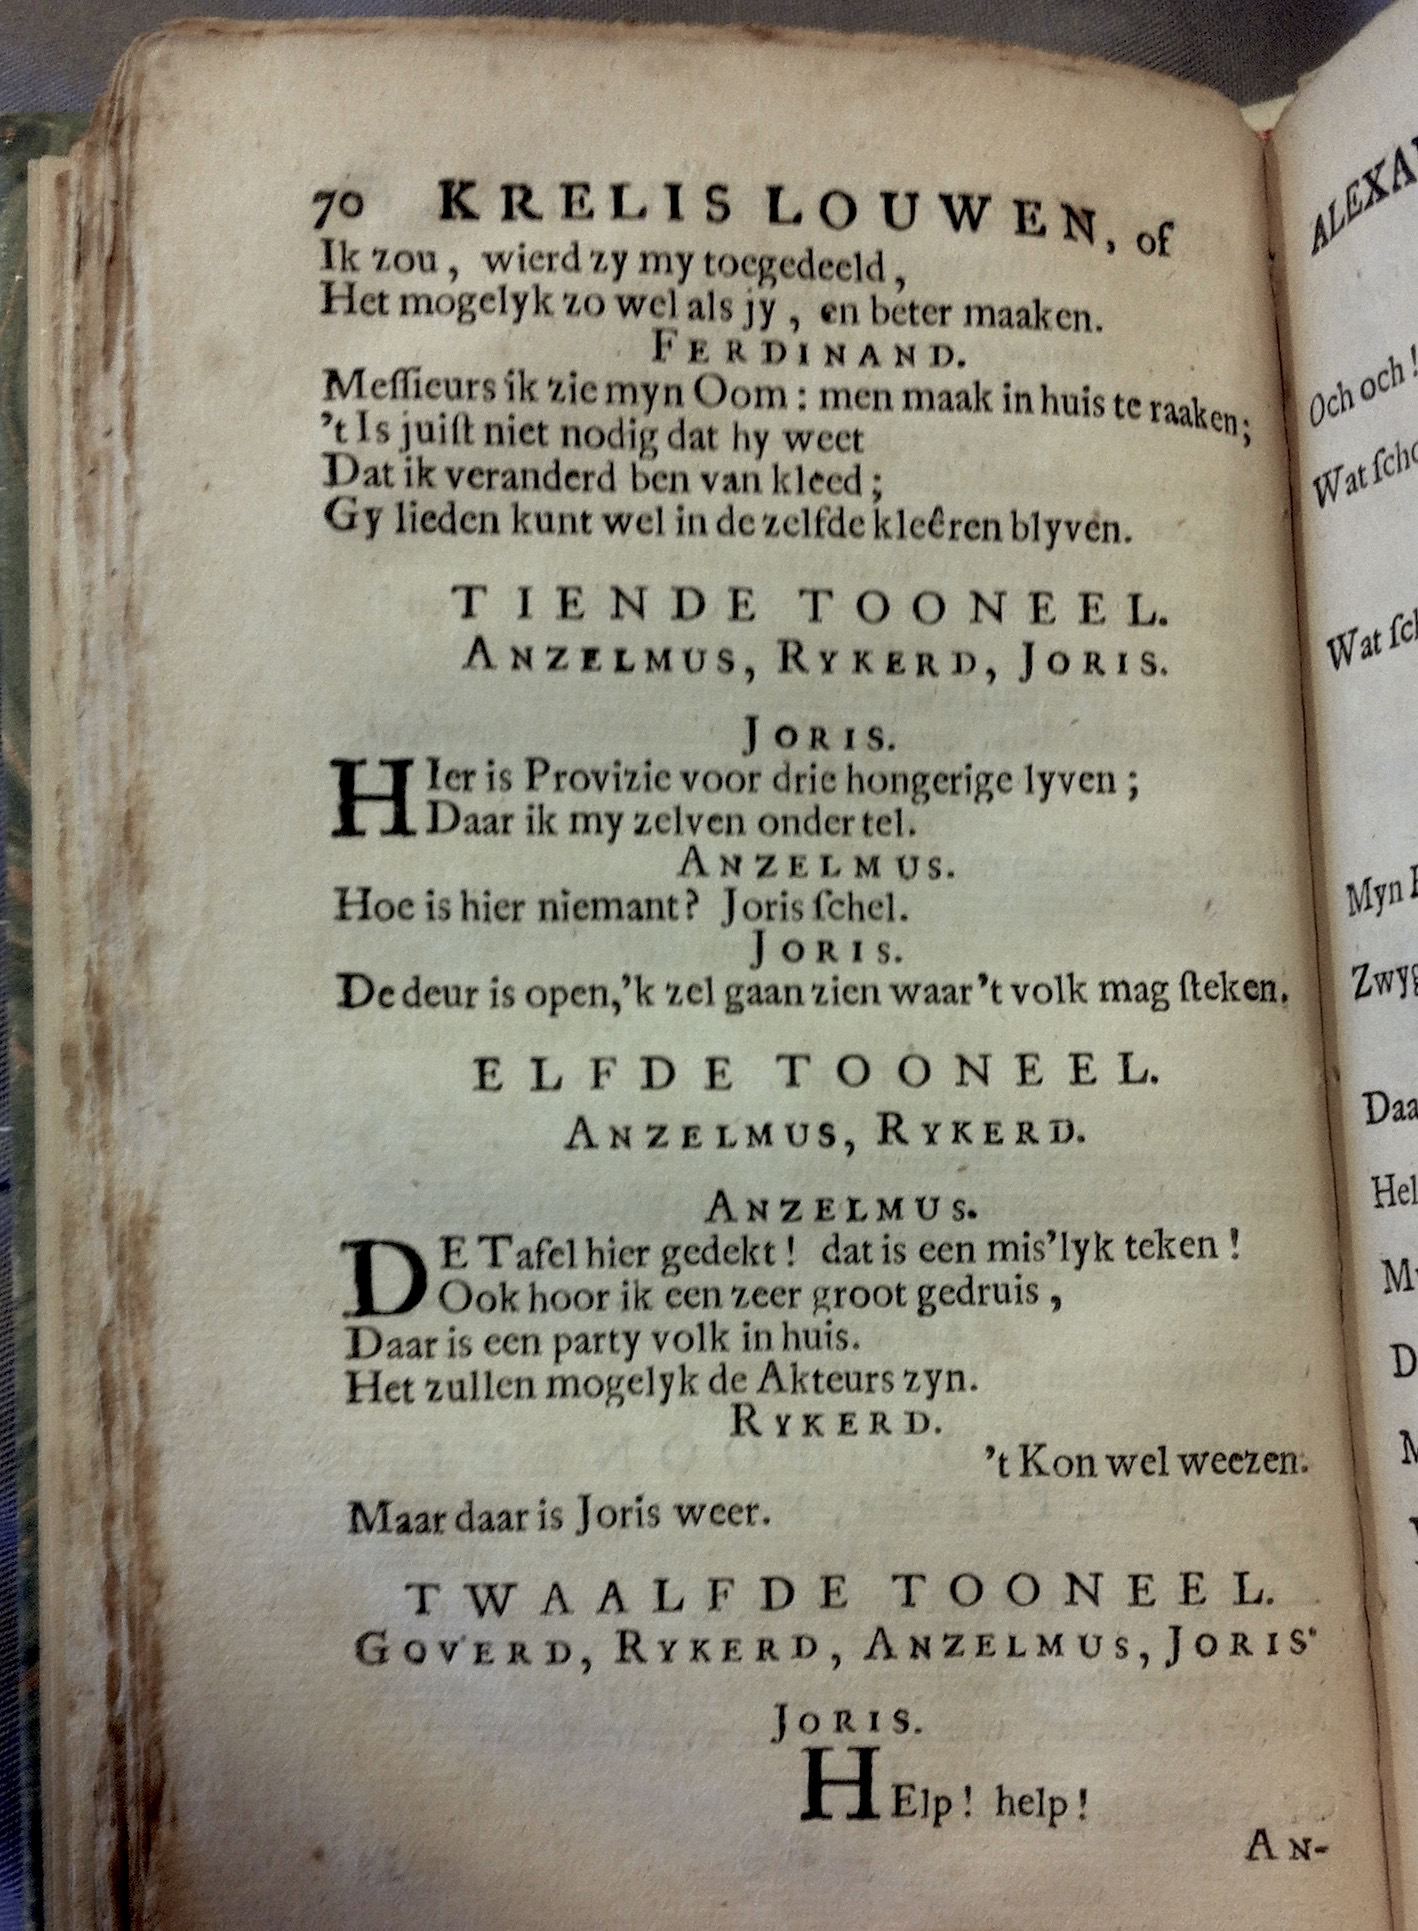 70 KRELIS LOUWEN, of
Ik zou, wierd zy my toegedeeld,
Het mogelyk zo wel als jy, en beter maaken.
FERDINAND.
Meſſieurs ik zie myn Oom: men maak in huis te raaken;
't Is juiſt niet nodig dat hy weet
Dat ik veranderd ben van kleed;
Gy lieden kunt wel in de zelfde kleêren blyven.
TIENDE TOONEEL.
ANZELMUS, RYKERD, JORIS.
JORIS.
HIer is Provizie voor drie hongerige lyven;
Daar ik my zelven onder tel.
ANZELMUS.
Hoe is hier niemant? Joris ſchel.
JORIS.
De deur is open,'k zel gaan zien waar 't volk mag ſteken.
ELFDE TOONEEL.
ANZELMUS, RYKERD.
ANZELMUS.
DE Tafel hier gedekt! dat is een mis'lyk teken!
Ook hoor ik een zeer groot gedruis,
Daar is een party volk in huis.
Het zullen mogelyk de Akteurs zyn.
RYKERD.
't Kon wel weezen.
Maar daar is Joris weer.
TWAALFDE TOONEEL.
GOVERD, RYKERD, ANZELMUS, JORIS.
JORIS.
HElp! help!
AN-
Och och!
Wat
Wat
Myn